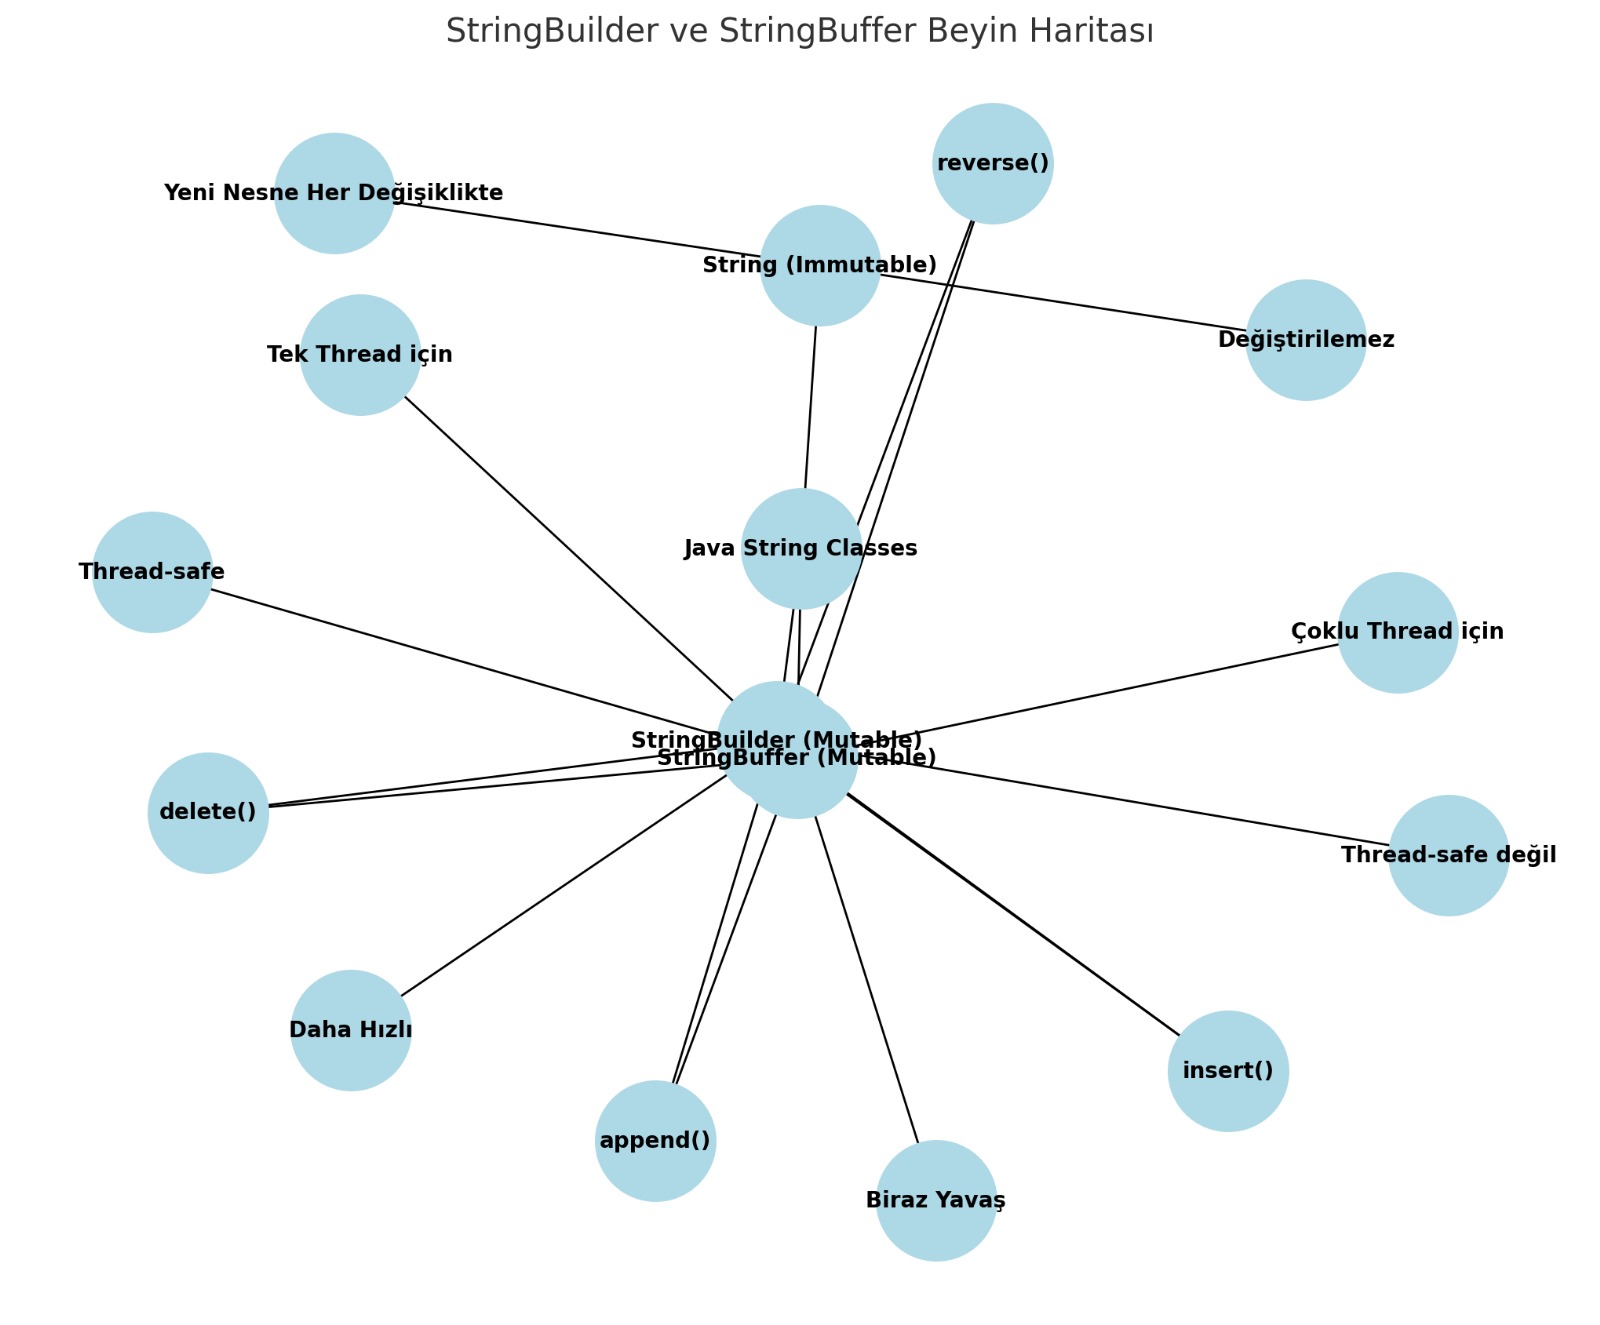 StringBuilder ve StringBuffer Beyin Haritası
reverse()
Yeni Nesne Her Değişiklikte
String (Immutable)
Değiştirilemez
Tek Thread için
Java String Classes
Thread-safe
Çoklu Thread için
StringBuilder (Mutable)
StringBuffer (Mutable)
delete()
Thread-safe değil
Daha Hızlı
insert()
append()
Biraz Yavaş